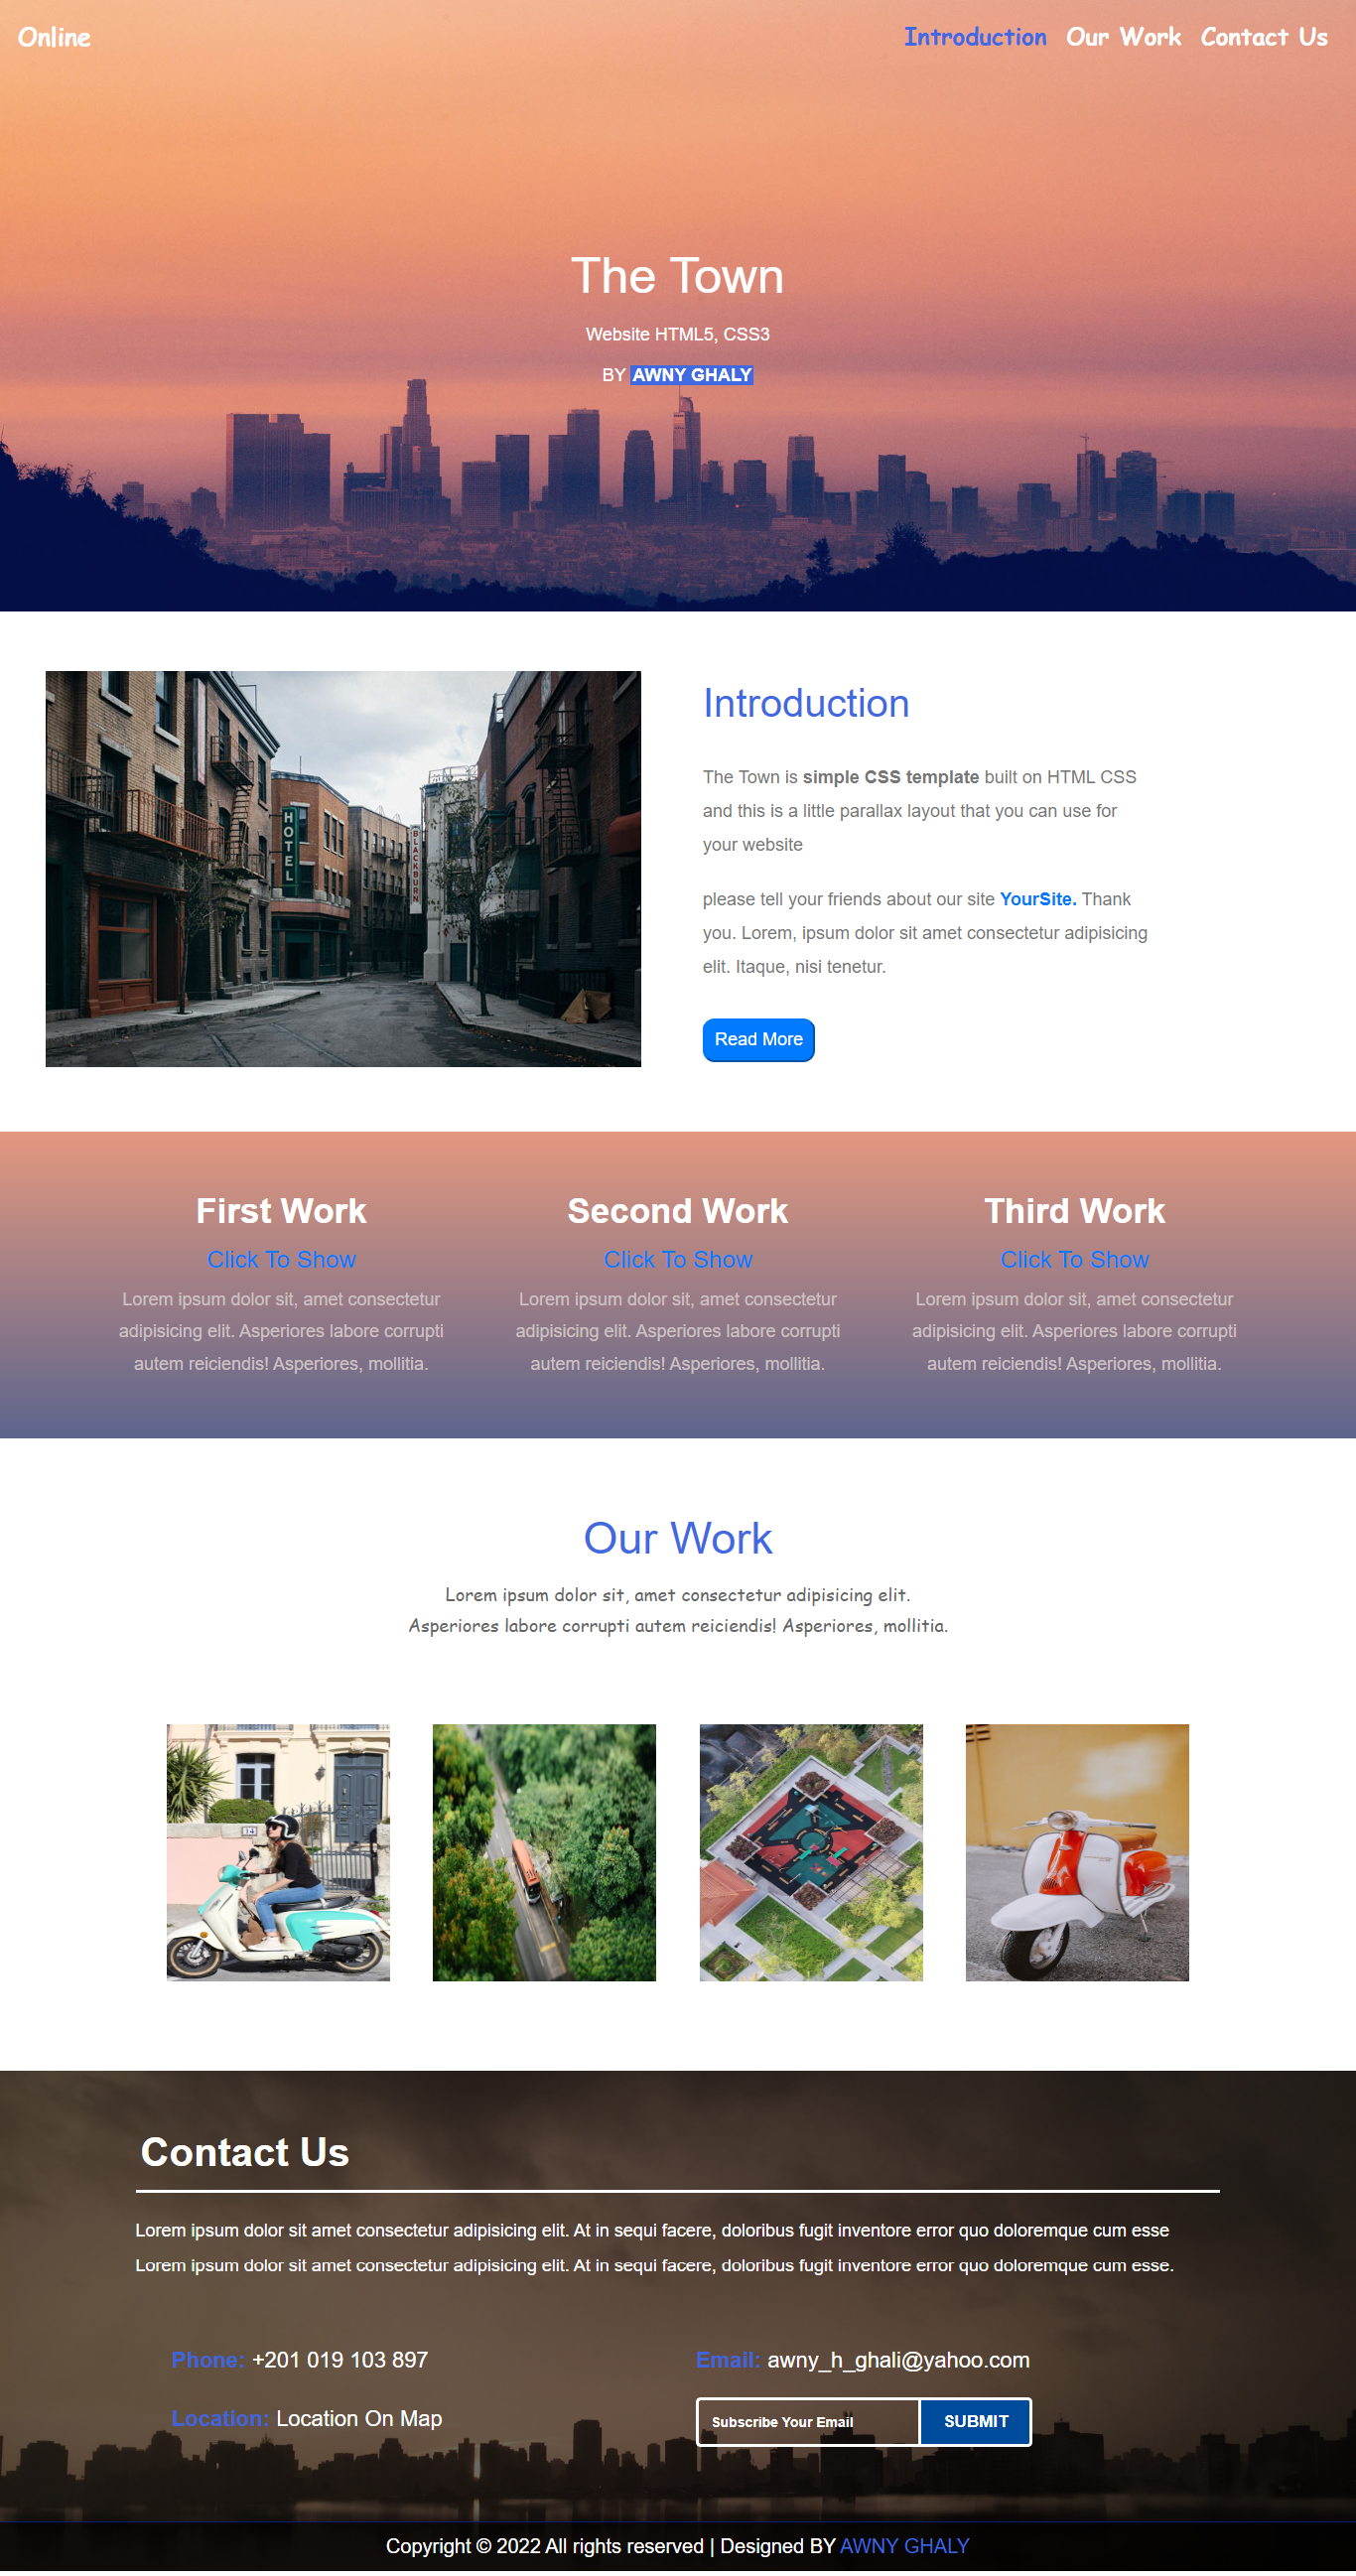 Online
Introduction Our Work Contact Us
The Town
Website HTML5, CSS3
BY AWNY GHALY
HOTEL
BLACKBURN
Introduction
The Town is simple CSS template built on HTML CSS
and this is a little parallax layout that you can use for
your website
please tell your friends about our site YourSite. Thank
you. Lorem, ipsum dolor sit amet consectetur adipisicing
elit. Itaque, nisi tenetur.
Read More
First Work
Click To Show
Lorem ipsum dolor sit, amet consectetur
adipisicing elit. Asperiores labore corrupti
autem reiciendis! Asperiores, mollitia.
Second Work
Click To Show
Lorem ipsum dolor sit, amet consectetur
adipisicing elit. Asperiores labore corrupti
autem reiciendis! Asperiores, mollitia.
Third Work
Click To Show
Lorem ipsum dolor sit, amet consectetur
adipisicing elit. Asperiores labore corrupti
autem reiciendis! Asperiores, mollitia.
Our Work
Lorem ipsum dolor sit, amet consectetur adipisicing elit.
Asperiores labore corrupti autem reiciendis! Asperiores, mollitia.
14
Contact Us
Lorem ipsum dolor sit amet consectetur adipisicing elit. At in sequi facere, doloribus fugit inventore error quo doloremque cum esse
Lorem ipsum dolor sit amet consectetur adipisicing elit. At in sequi facere, doloribus fugit inventore error quo doloremque cum esse.
Phone: +201 019 103 897
Location: Location On Map
Email: awny_h_ghali@yahoo.com
Subscribe Your Email SUBMIT
Copyright © 2022 All rights reserved | Designed BY AWNY GHALY